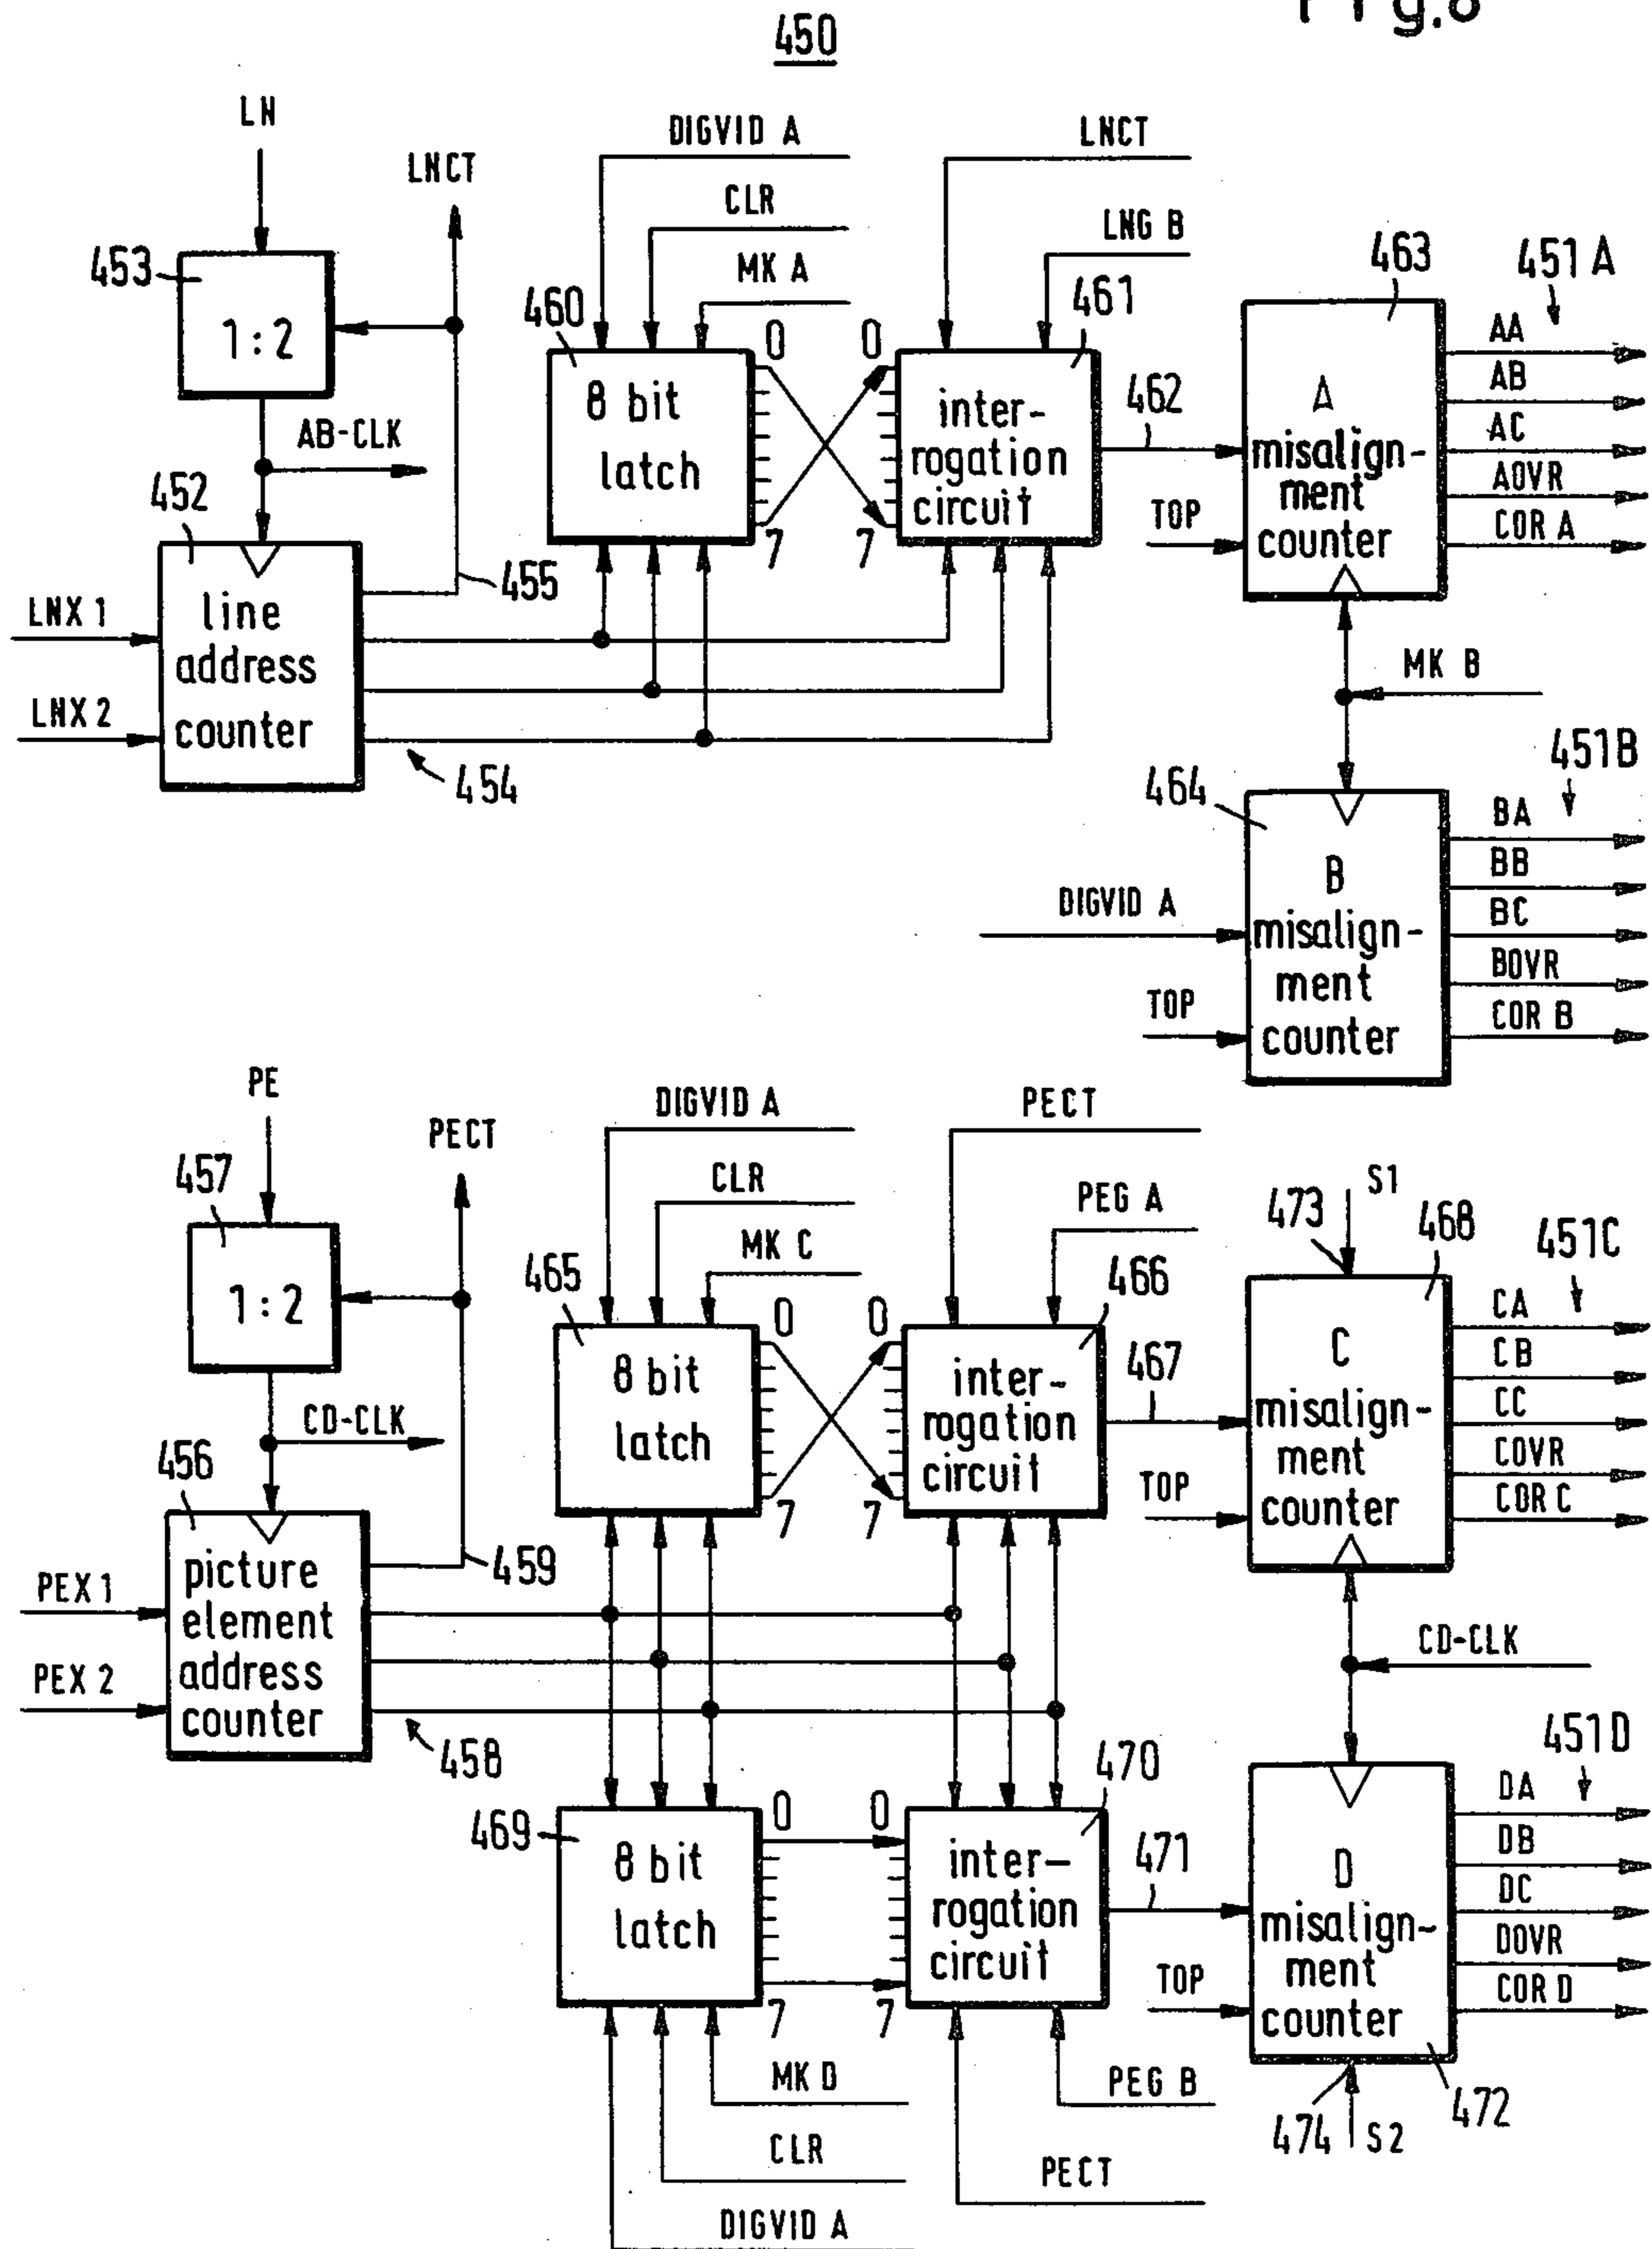 Fig.8
450
LN
LNCT
453
1:2
AB-CLK
452
line
address
counter
LNX 1
LNX 2
455
454
DIGVID A
CLR
MK A
460
8 bit
latch
0
7
0
7
LNCT
LNG B
461
inter-
rogation
circuit
462
TOP
463
A
misalign-
ment
counter
451A
AA
AB
AC
AOVR
COR A
MK B
464
B
misalign-
ment
counter
DIGVID A
TOP
451B
BA
BB
BC
BOVR
COR B
PE
PECT
457
1:2
CD-CLK
456
picture
element
address
counter
PEX 1
PEX 2
459
458
DIGVID A
CLR
MK C
465
8 bit
latch
0
7
0
7
PECT
PEG A
466
inter-
rogation
circuit
467
TOP
473
S1
468
C
misalign-
ment
counter
451C
CA
CB
CC
COVR
COR C
CD-CLK
469
8 bit
latch
0
7
0
7
MK D
CLR
DIGVID A
470
inter-
rogation
circuit
PEG B
PECT
471
TOP
D
misalign-
ment
counter
472
474
S2
451D
DA
DB
DC
DOVR
COR D